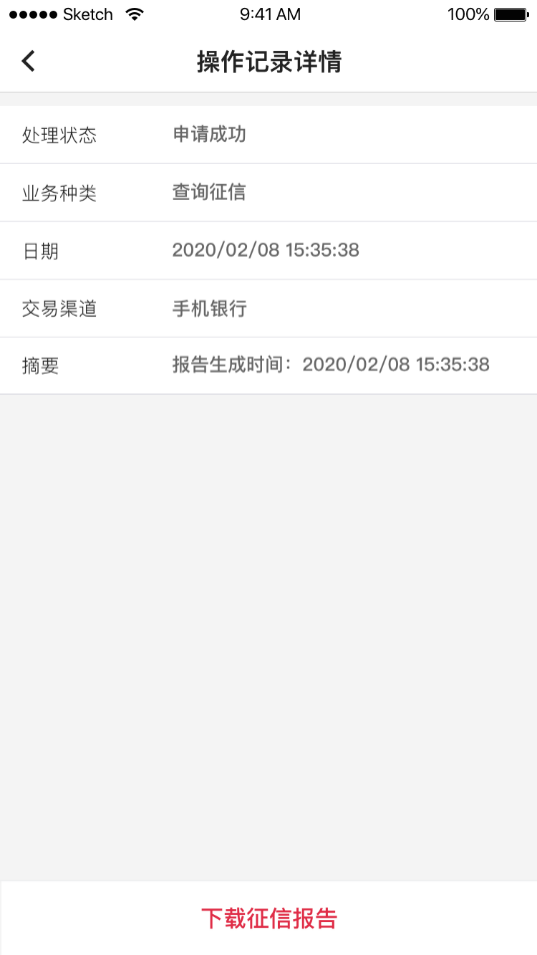 Sketch 9:41 AM 100%
操作记录详情
处理状态 申请成功
业务种类 查询征信
日期 2020/02/08 15:35:38
交易渠道 手机银行
摘要 报告生成时间：2020/02/08 15:35:38
下载征信报告